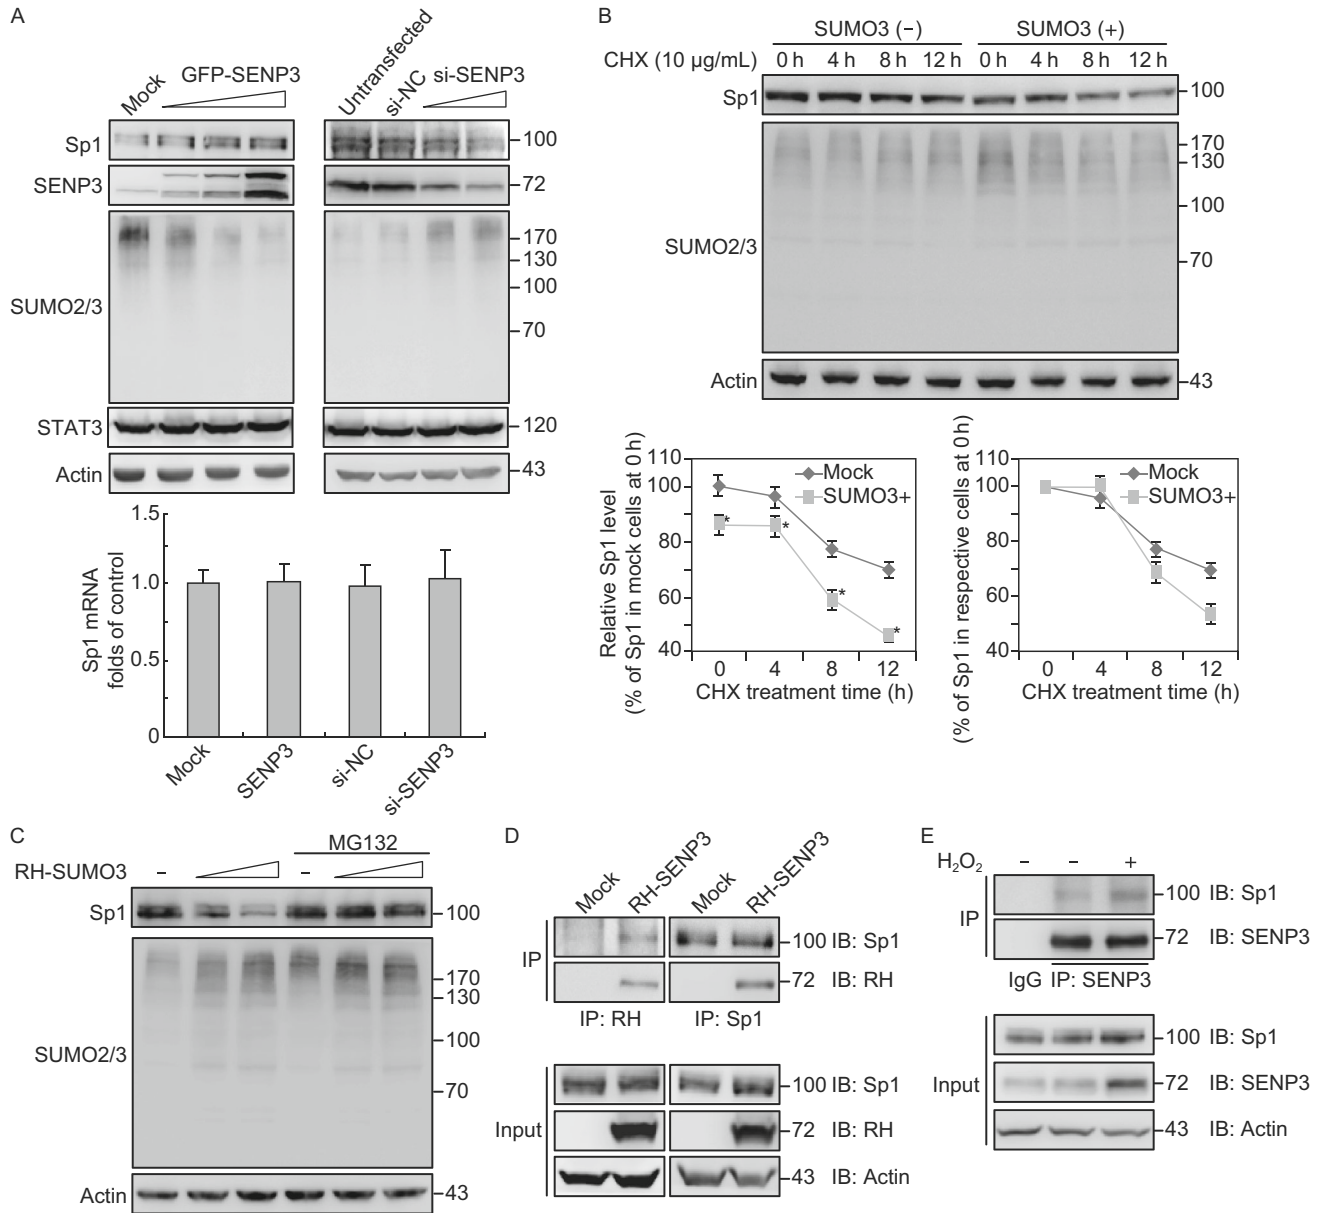 A
Mock
GFP-SENP3
Untransfected
si-NC
si-SENP3
Sp1
100
SENP3
72
SUMO2/3
170
130
100
70
STAT3
120
Actin
43
1.5
1.0
0.5
0
Sp1 mRNA
folds of control
Mock
SENP3
si-NC
si-SENP3
B
SUMO3 (−)
SUMO3 (+)
CHX (10 µg/mL)
0 h 4 h 8 h 12 h 0 h 4 h 8 h 12 h
Sp1
100
SUMO2/3
170
130
100
70
Actin
43
Relative Sp1 level
(% of Sp1 in mock cells at 0 h)
110
100
80
60
40
Mock
SUMO3+
*
*
*
*
0 4 8 12
CHX treatment time (h)
(% of Sp1 in respective cells at 0 h)
110
100
80
60
40
Mock
SUMO3+
0 4 8 12
CHX treatment time (h)
C
MG132
RH-SUMO3
− −
Sp1
100
SUMO2/3
170
130
100
70
Actin
43
D
Mock
RH-SENP3
Mock
RH-SENP3
IP
100 IB: Sp1
72 IB: RH
IP: RH
IP: Sp1
Input
100 IB: Sp1
72 IB: RH
43 IB: Actin
E
H₂O₂ − − +
IP
100 IB: Sp1
72 IB: SENP3
IgG IP: SENP3
Input
100 IB: Sp1
72 IB: SENP3
43 IB: Actin